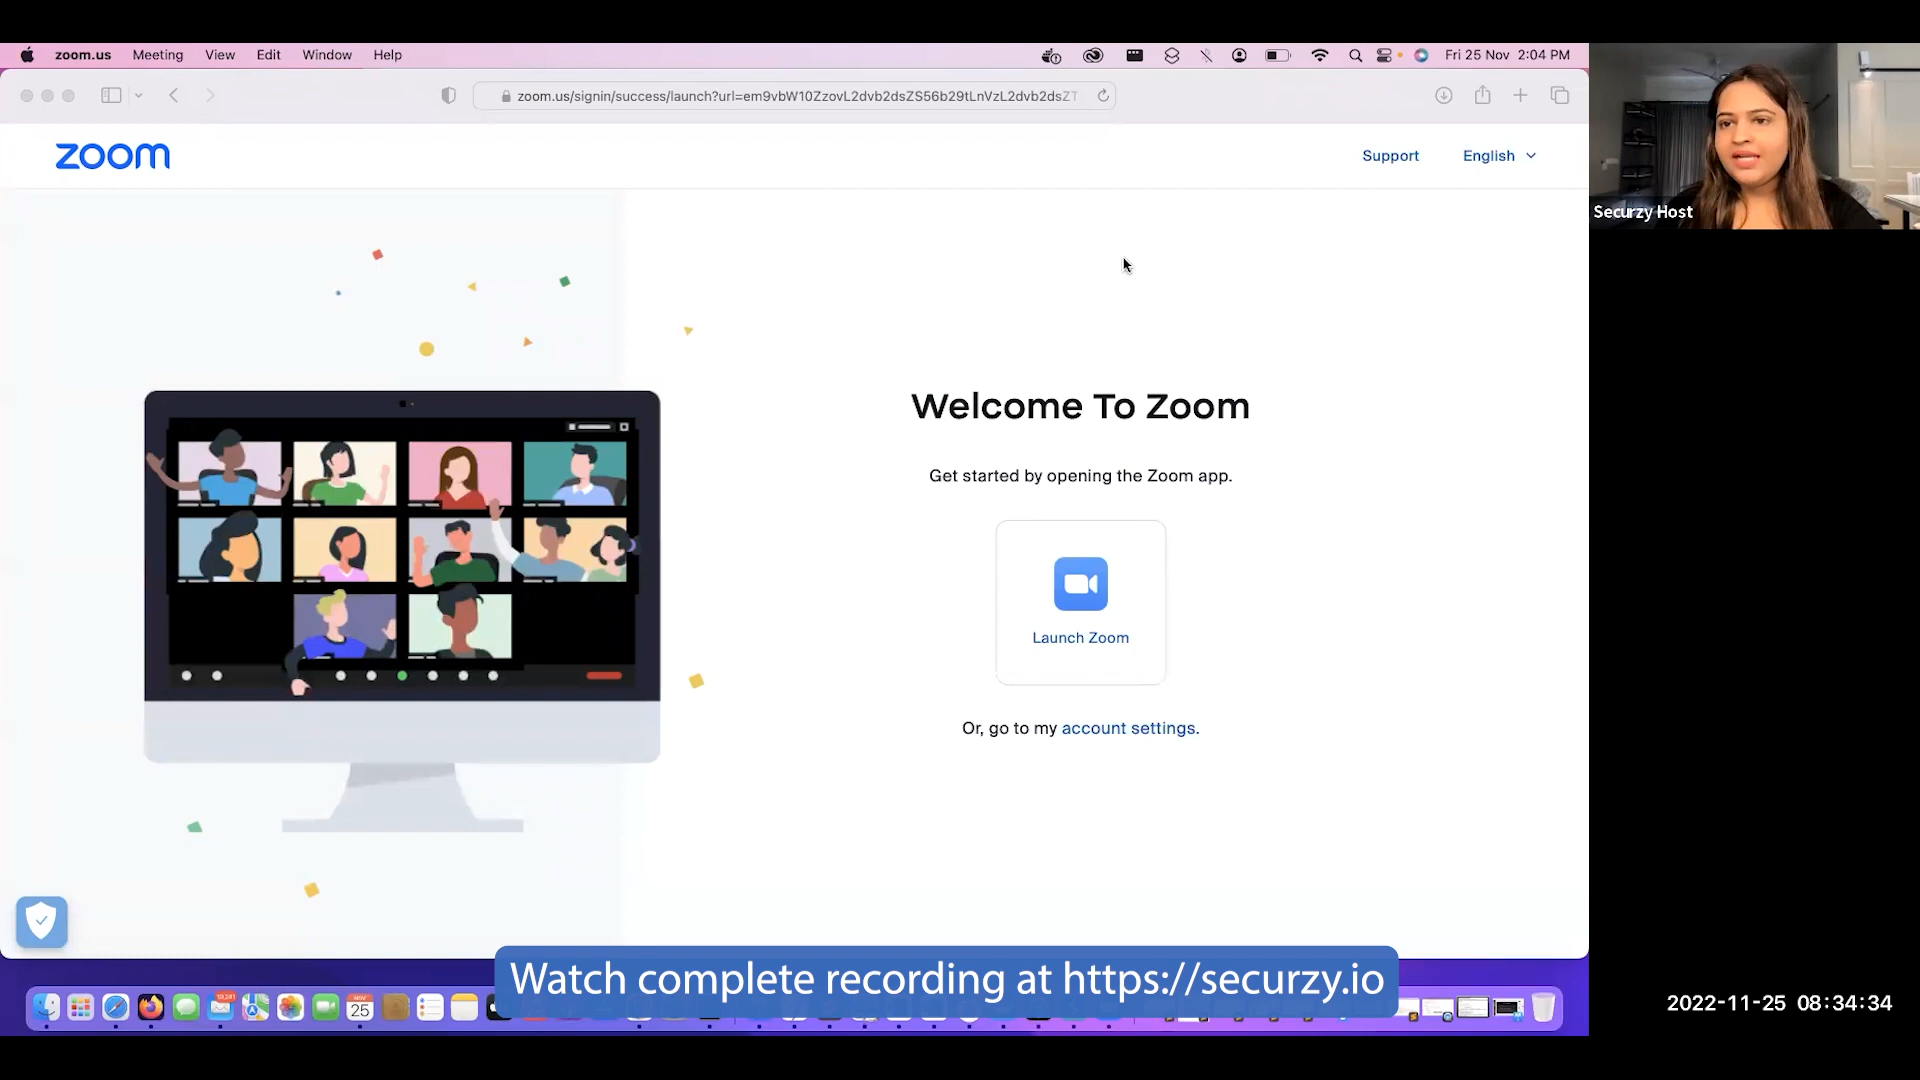 zoom.us Meeting View Edit Window Help Fri 25 Nov 2:04 PM
zoom.us/signin/success/launch?url=em9vbW10ZzovL2dvb2dsZS56b29tLnVzL2dvb2dsZT
zoom
Support English
Securzy Host
Welcome To Zoom
Get started by opening the Zoom app.
Launch Zoom
Or, go to my account settings.
Watch complete recording at https://securzy.io
NOV
25
2022-11-25 08:34:34